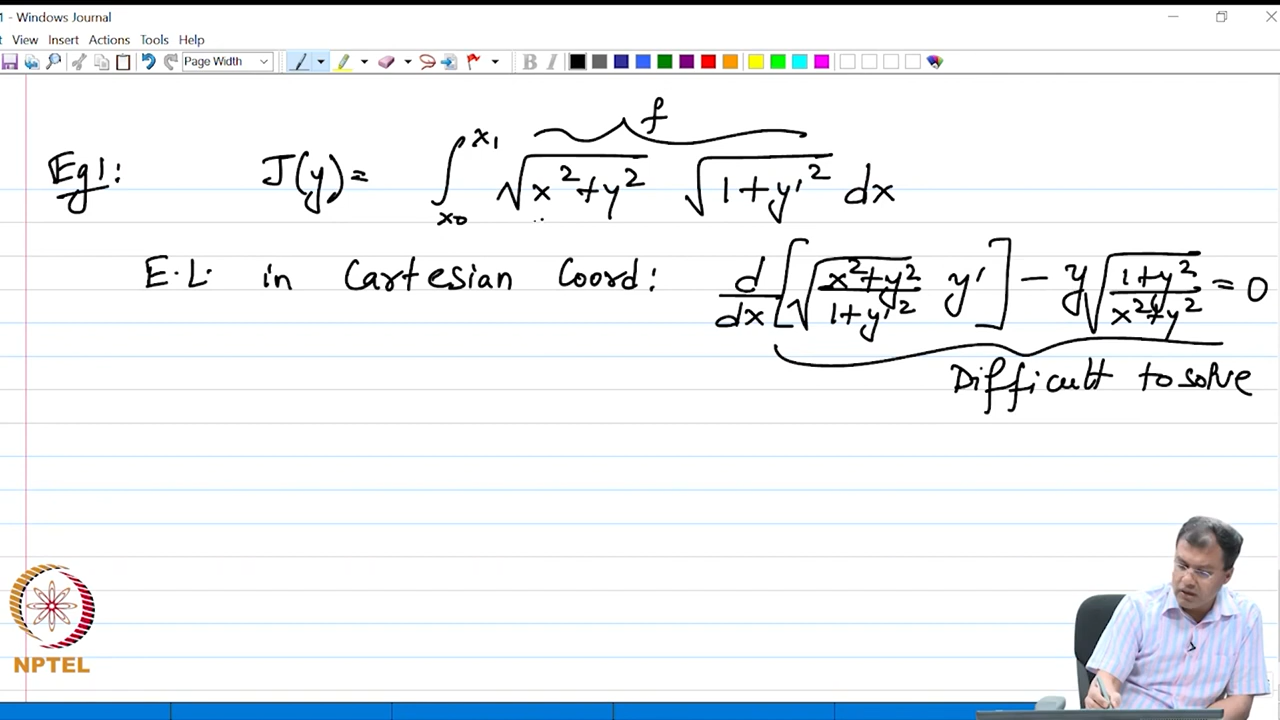 1 - Windows Journal
t View Insert Actions Tools Help
Page Width B I
f
Eg1: J(y) = ∫_{x0}^{x1} √(x²+y²) √(1+y'²) dx
E.L. in Cartesian Coord: d/dx [√((x²+y²)/(1+y'²)) y'] − y√((1+y'²)/(x²+y²)) = 0
Difficult to solve
NPTEL